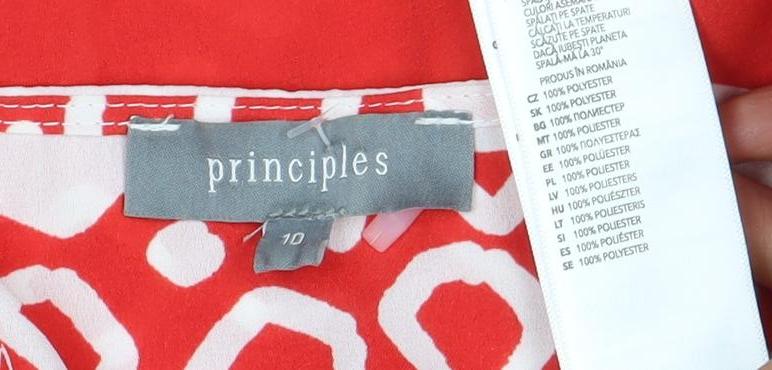 principles
10
CULORI ASEMĂNĂTOARE
SPĂLAȚI PE SPATE
CĂLCAȚI LA TEMPERATURI
SCĂZUTE PE SPATE
DACĂ IUBEȘTI PLANETA
SPALĂ-MĂ LA 30°
PRODUS ÎN ROMÂNIA
CZ 100% POLYESTER
SK 100% POLYESTER
BG 100% ПОЛИЕСТЕР
MT 100% POLIESTER
GR 100% ΠΟΛΥΕΣΤΕΡΑΣ
EE 100% POLÜESTER
PL 100% POLIESTER
LV 100% POLIESTERS
HU 100% POLIÉSZTER
LT 100% POLIESTERIS
SI 100% POLIESTER
ES 100% POLIÉSTER
SE 100% POLYESTER